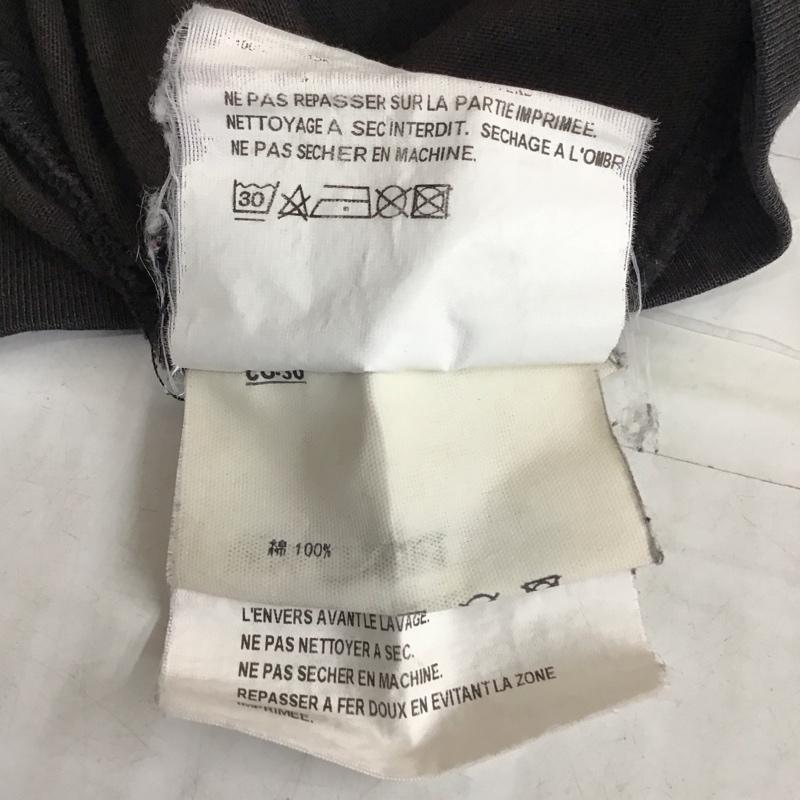 NE PAS REPASSER SUR LA PARTIE IMPRIMEE.
NETTOYAGE A SEC INTERDIT. SECHAGE A L'OMBR
NE PAS SECHER EN MACHINE.
30
綿 100%
L'ENVERS AVANT LE LAVAGE.
NE PAS NETTOYER A SEC.
NE PAS SECHER EN MACHINE.
REPASSER A FER DOUX EN EVITANT LA ZONE
IMPRIMEE.